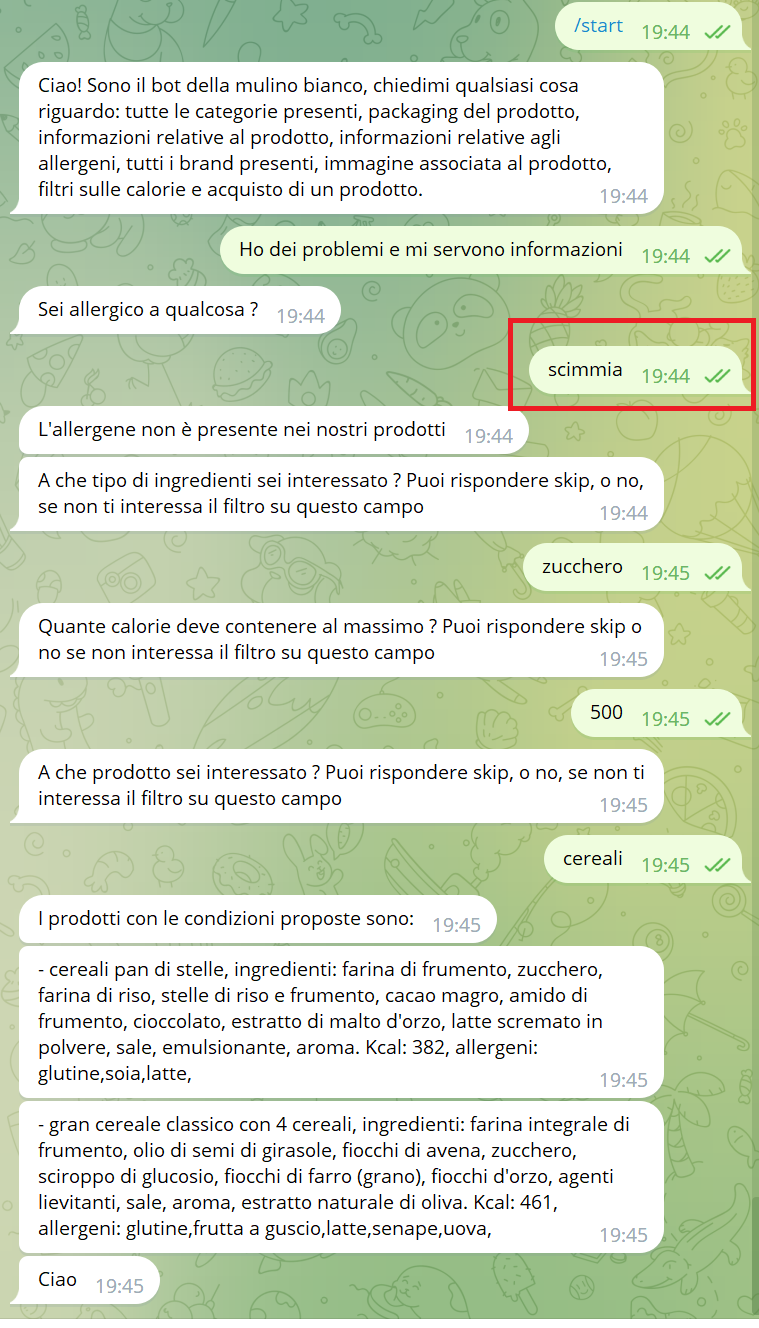 /start 19:44
Ciao! Sono il bot della mulino bianco, chiedimi qualsiasi cosa
riguardo: tutte le categorie presenti, packaging del prodotto,
informazioni relative al prodotto, informazioni relative agli
allergeni, tutti i brand presenti, immagine associata al prodotto,
filtri sulle calorie e acquisto di un prodotto. 19:44
Ho dei problemi e mi servono informazioni 19:44
Sei allergico a qualcosa ? 19:44
scimmia 19:44
L'allergene non è presente nei nostri prodotti 19:44
A che tipo di ingredienti sei interessato ? Puoi rispondere skip, o no,
se non ti interessa il filtro su questo campo 19:44
zucchero 19:45
Quante calorie deve contenere al massimo ? Puoi rispondere skip o
no se non interessa il filtro su questo campo 19:45
500 19:45
A che prodotto sei interessato ? Puoi rispondere skip, o no, se non ti
interessa il filtro su questo campo 19:45
cereali 19:45
I prodotti con le condizioni proposte sono: 19:45
- cereali pan di stelle, ingredienti: farina di frumento, zucchero,
farina di riso, stelle di riso e frumento, cacao magro, amido di
frumento, cioccolato, estratto di malto d'orzo, latte scremato in
polvere, sale, emulsionante, aroma. Kcal: 382, allergeni:
glutine,soia,latte, 19:45
- gran cereale classico con 4 cereali, ingredienti: farina integrale di
frumento, olio di semi di girasole, fiocchi di avena, zucchero,
sciroppo di glucosio, fiocchi di farro (grano), fiocchi d'orzo, agenti
lievitanti, sale, aroma, estratto naturale di oliva. Kcal: 461,
allergeni: glutine,frutta a guscio,latte,senape,uova, 19:45
Ciao 19:45